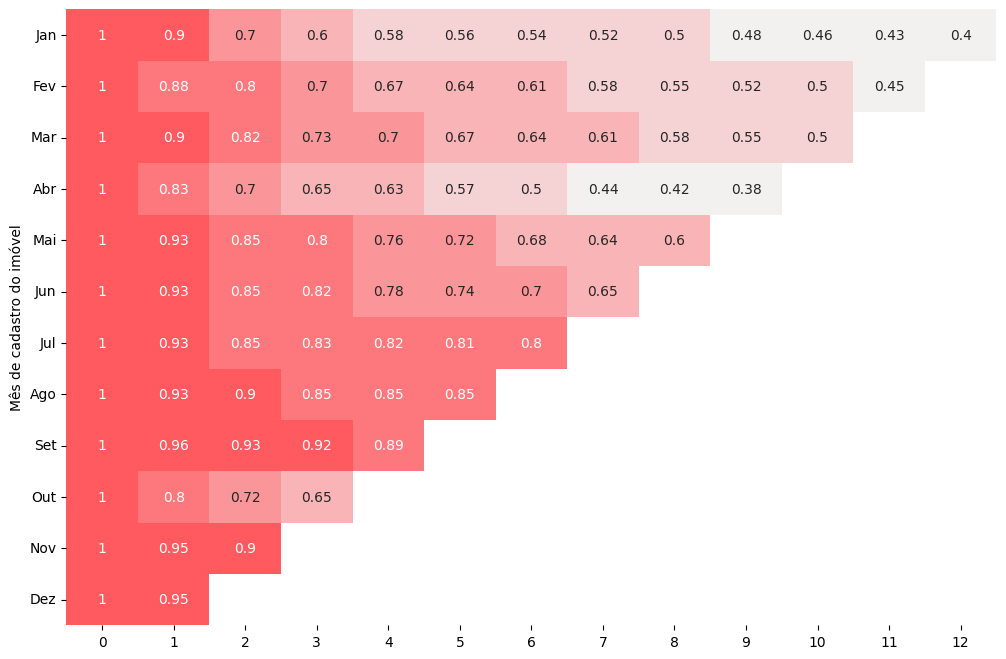 Mês de cadastro do imóvel
Jan 1 0.9 0.7 0.6 0.58 0.56 0.54 0.52 0.5 0.48 0.46 0.43 0.4
Fev 1 0.88 0.8 0.7 0.67 0.64 0.61 0.58 0.55 0.52 0.5 0.45
Mar 1 0.9 0.82 0.73 0.7 0.67 0.64 0.61 0.58 0.55 0.5
Abr 1 0.83 0.7 0.65 0.63 0.57 0.5 0.44 0.42 0.38
Mai 1 0.93 0.85 0.8 0.76 0.72 0.68 0.64 0.6
Jun 1 0.93 0.85 0.82 0.78 0.74 0.7 0.65
Jul 1 0.93 0.85 0.83 0.82 0.81 0.8
Ago 1 0.93 0.9 0.85 0.85 0.85
Set 1 0.96 0.93 0.92 0.89
Out 1 0.8 0.72 0.65
Nov 1 0.95 0.9
Dez 1 0.95
0 1 2 3 4 5 6 7 8 9 10 11 12